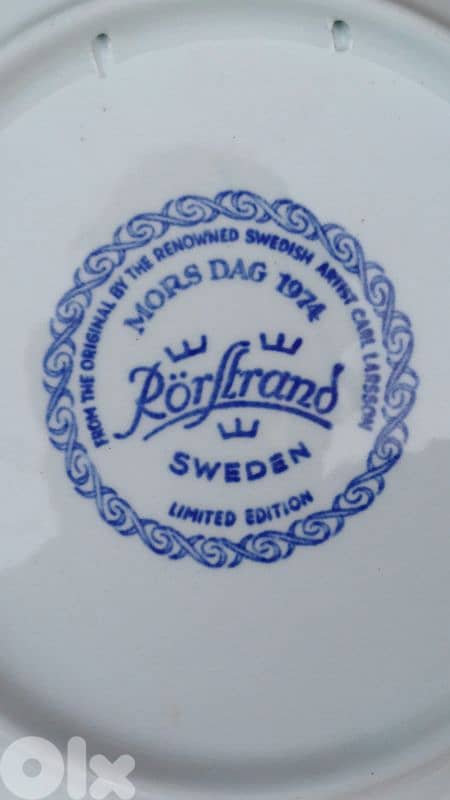 FROM THE ORIGINAL BY THE RENOWNED SWEDISH ARTIST CARL LARSSON
MORS DAG 1974
Rörstrand
SWEDEN
LIMITED EDITION
OLX